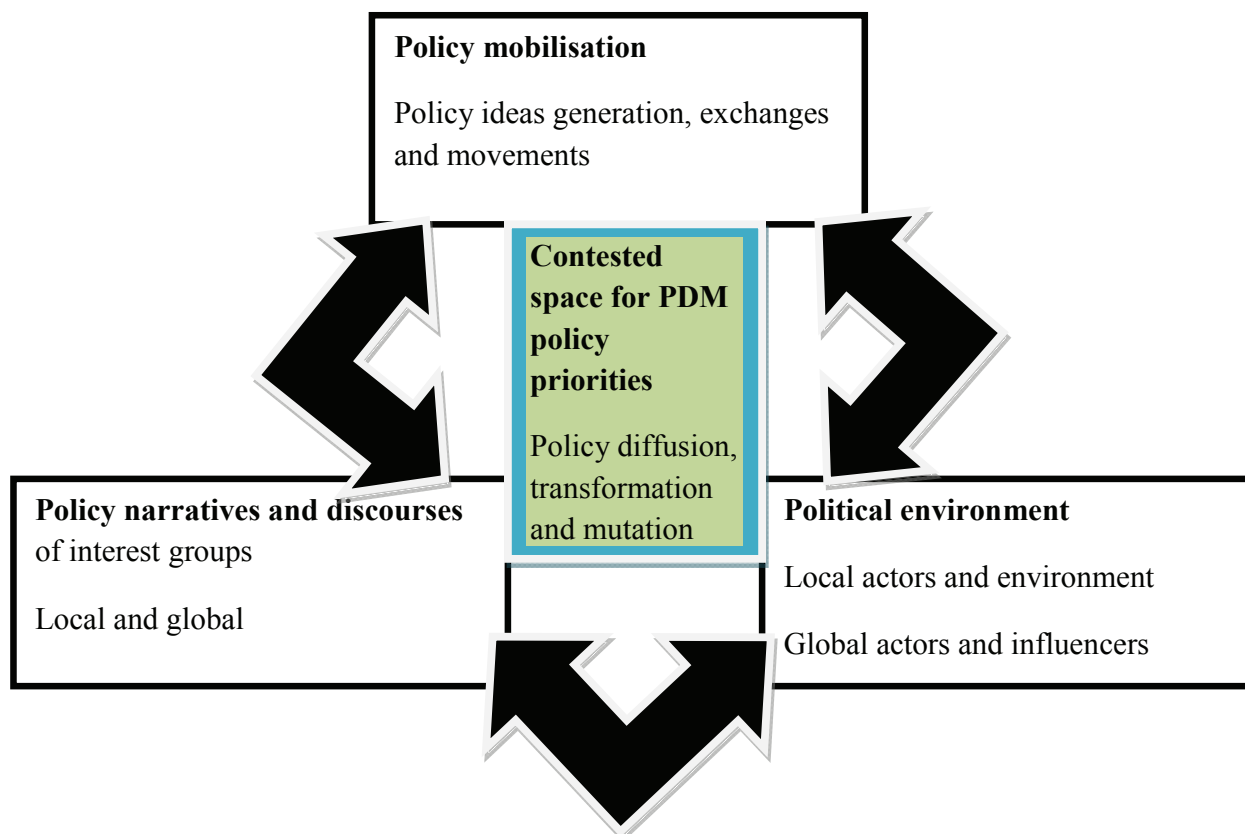 Policy mobilisation
Policy ideas generation, exchanges
and movements
Contested
space for PDM
policy
priorities
Policy diffusion,
transformation
and mutation
Policy narratives and discourses
of interest groups
Local and global
Political environment
Local actors and environment
Global actors and influencers